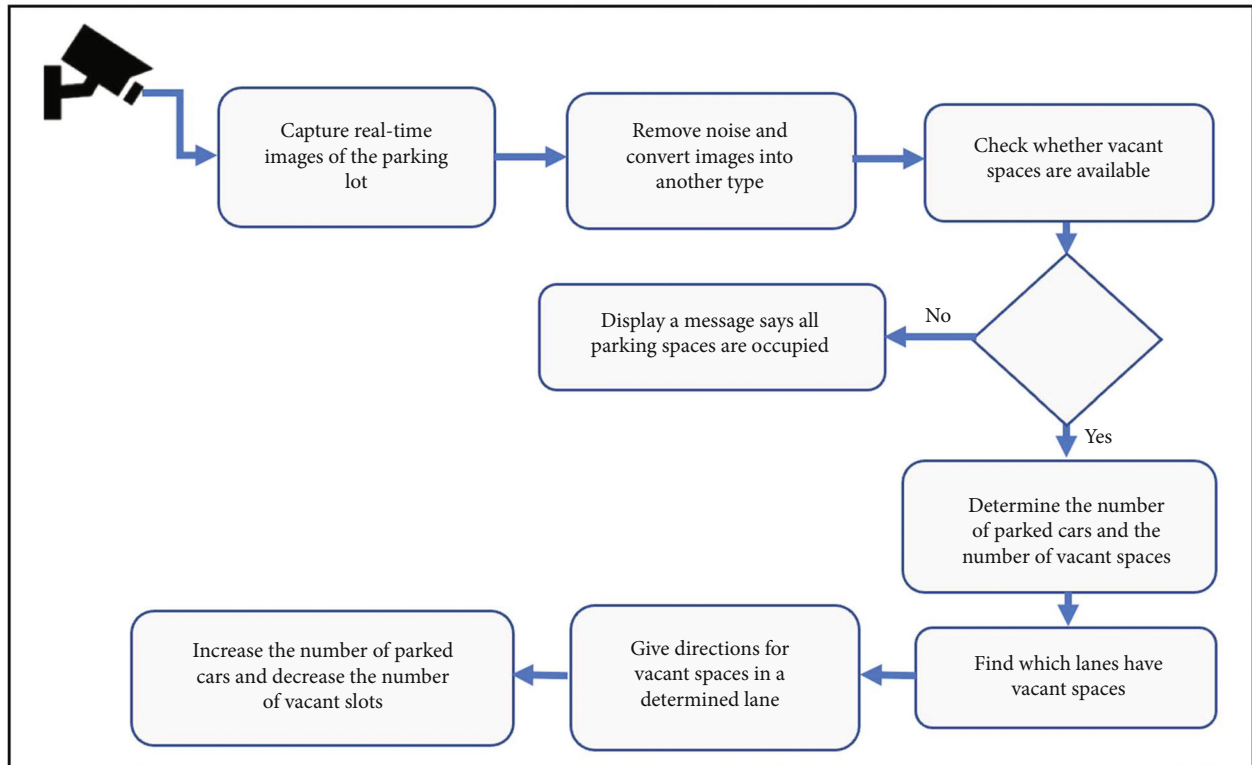 Capture real-time
images of the parking
lot
Remove noise and
convert images into
another type
Check whether vacant
spaces are available
No
Display a message says all
parking spaces are occupied
Yes
Determine the number
of parked cars and the
number of vacant spaces
Find which lanes have
vacant spaces
Give directions for
vacant spaces in a
determined lane
Increase the number of parked
cars and decrease the number
of vacant slots